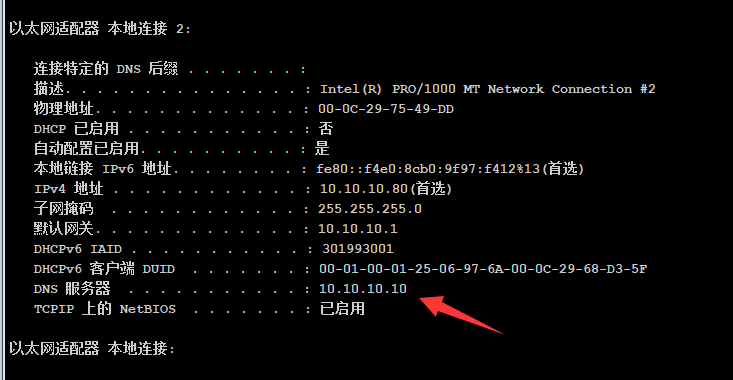 以太网适配器 本地连接 2:
连接特定的 DNS 后缀 . . . . . . . :
描述. . . . . . . . . . . . . . . : Intel(R) PRO/1000 MT Network Connection #2
物理地址. . . . . . . . . . . . . : 00-0C-29-75-49-DD
DHCP 已启用 . . . . . . . . . . . : 否
自动配置已启用. . . . . . . . . . : 是
本地链接 IPv6 地址. . . . . . . . : fe80::f4e0:8cb0:9f97:f412%13(首选)
IPv4 地址 . . . . . . . . . . . . : 10.10.10.80(首选)
子网掩码 . . . . . . . . . . . . : 255.255.255.0
默认网关. . . . . . . . . . . . . : 10.10.10.1
DHCPv6 IAID . . . . . . . . . . . : 301993001
DHCPv6 客户端 DUID . . . . . . . : 00-01-00-01-25-06-97-6A-00-0C-29-68-D3-5F
DNS 服务器 . . . . . . . . . . . : 10.10.10.10
TCPIP 上的 NetBIOS . . . . . . . : 已启用
以太网适配器 本地连接: